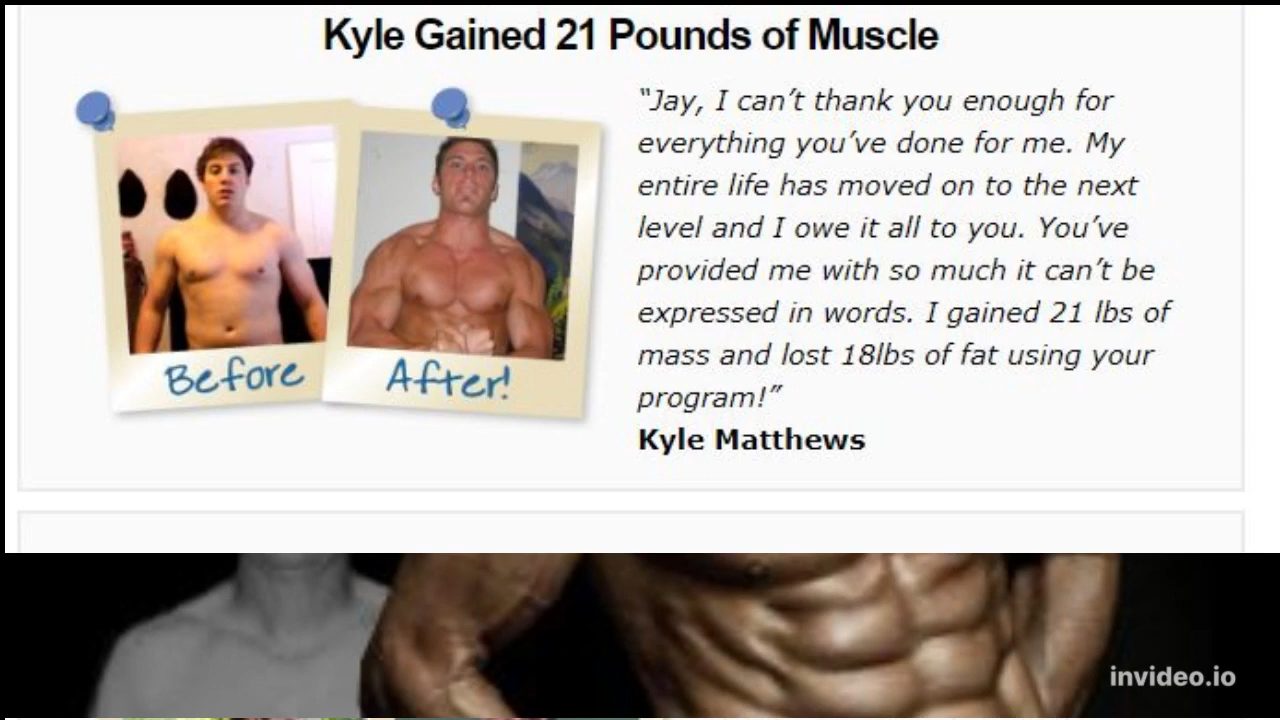 Kyle Gained 21 Pounds of Muscle
“Jay, I can’t thank you enough for
everything you’ve done for me. My
entire life has moved on to the next
level and I owe it all to you. You’ve
provided me with so much it can’t be
expressed in words. I gained 21 lbs of
mass and lost 18lbs of fat using your
program!”
Kyle Matthews
Before
After!
invideo.io